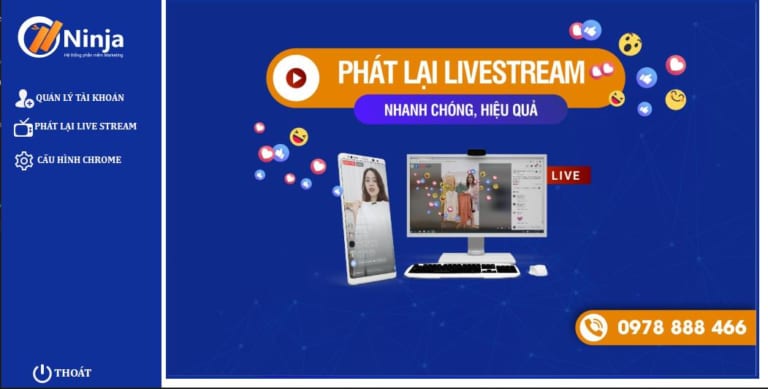 Ninja
Hệ thống phần mềm Marketing
QUẢN LÝ TÀI KHOẢN
PHÁT LẠI LIVE STREAM
CẤU HÌNH CHROME
THOÁT
PHÁT LẠI LIVESTREAM
NHANH CHÓNG, HIỆU QUẢ
LIVE
0978 888 466